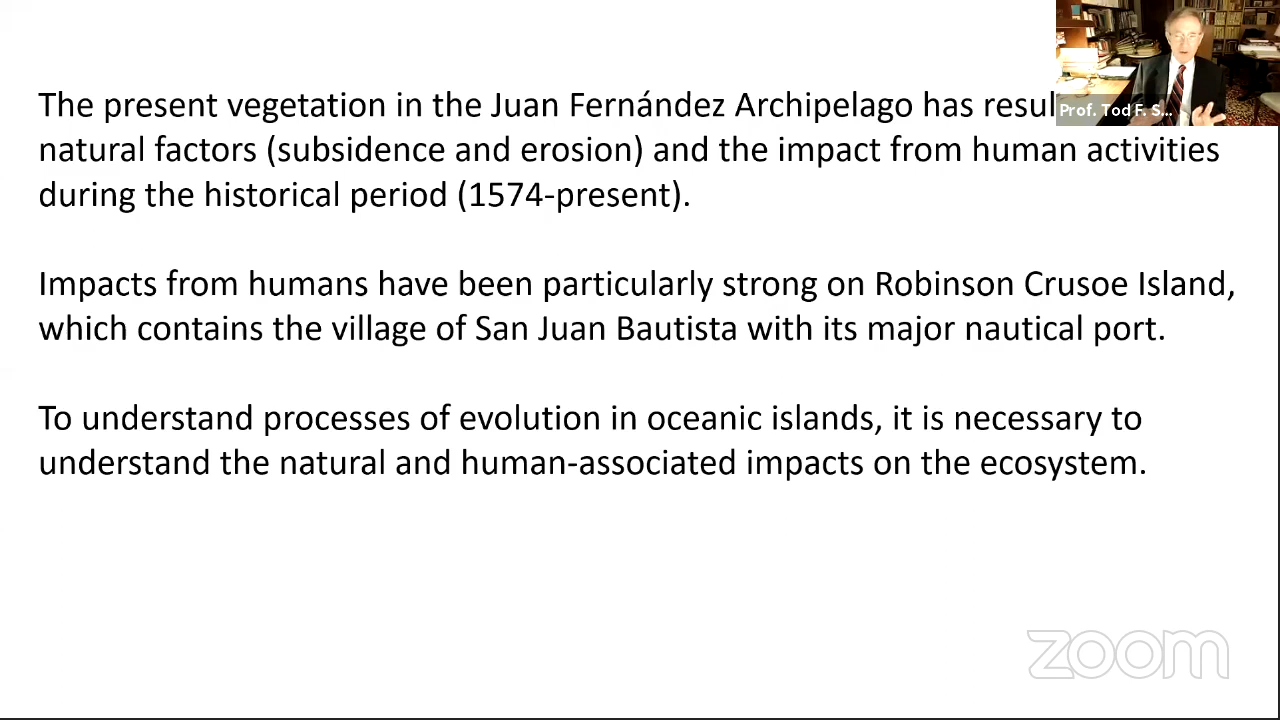 The present vegetation in the Juan Fernández Archipelago has resul
natural factors (subsidence and erosion) and the impact from human activities
during the historical period (1574-present).
Impacts from humans have been particularly strong on Robinson Crusoe Island,
which contains the village of San Juan Bautista with its major nautical port.
To understand processes of evolution in oceanic islands, it is necessary to
understand the natural and human-associated impacts on the ecosystem.
Prof. Tod F. S...
zoom